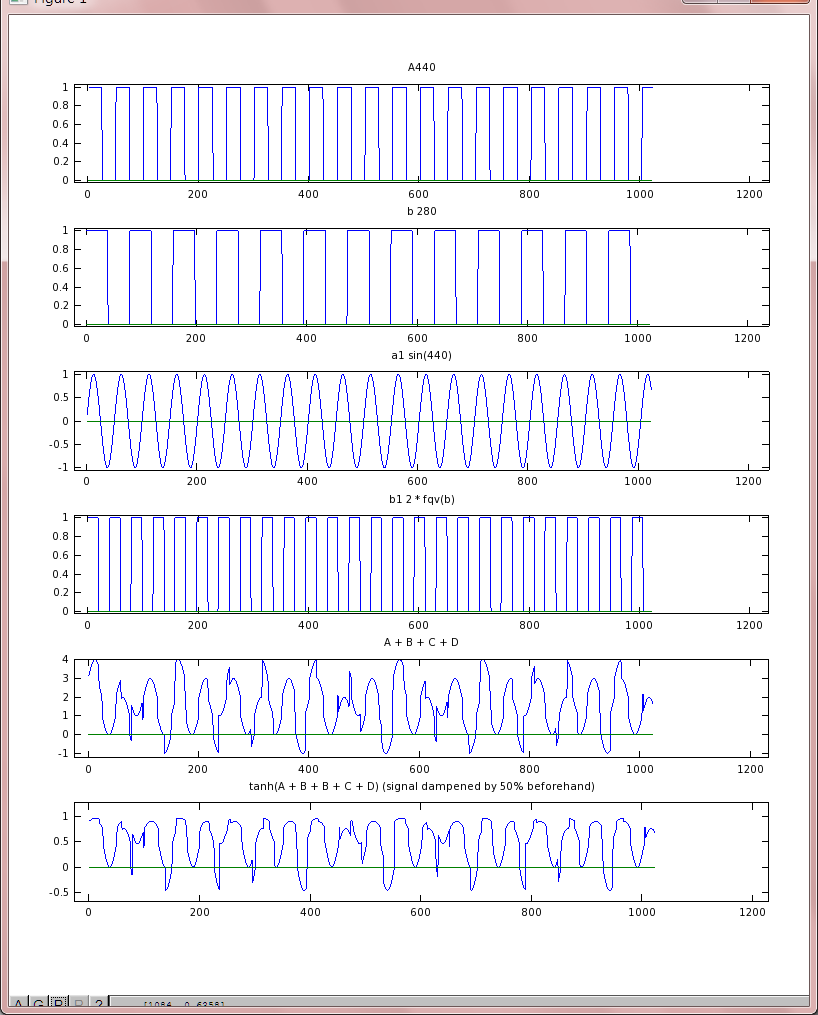 Figure 1
A440
1
0.8
0.6
0.4
0.2
0
0 200 400 600 800 1000 1200
b 280
1
0.8
0.6
0.4
0.2
0
0 200 400 600 800 1000 1200
a1 sin(440)
1
0.5
0
-0.5
-1
0 200 400 600 800 1000 1200
b1 2 * fqv(b)
1
0.8
0.6
0.4
0.2
0
0 200 400 600 800 1000 1200
A + B + C + D
4
3
2
1
0
-1
0 200 400 600 800 1000 1200
tanh(A + B + B + C + D) (signal dampened by 50% beforehand)
1
0.5
0
-0.5
0 200 400 600 800 1000 1200
A G P R ?